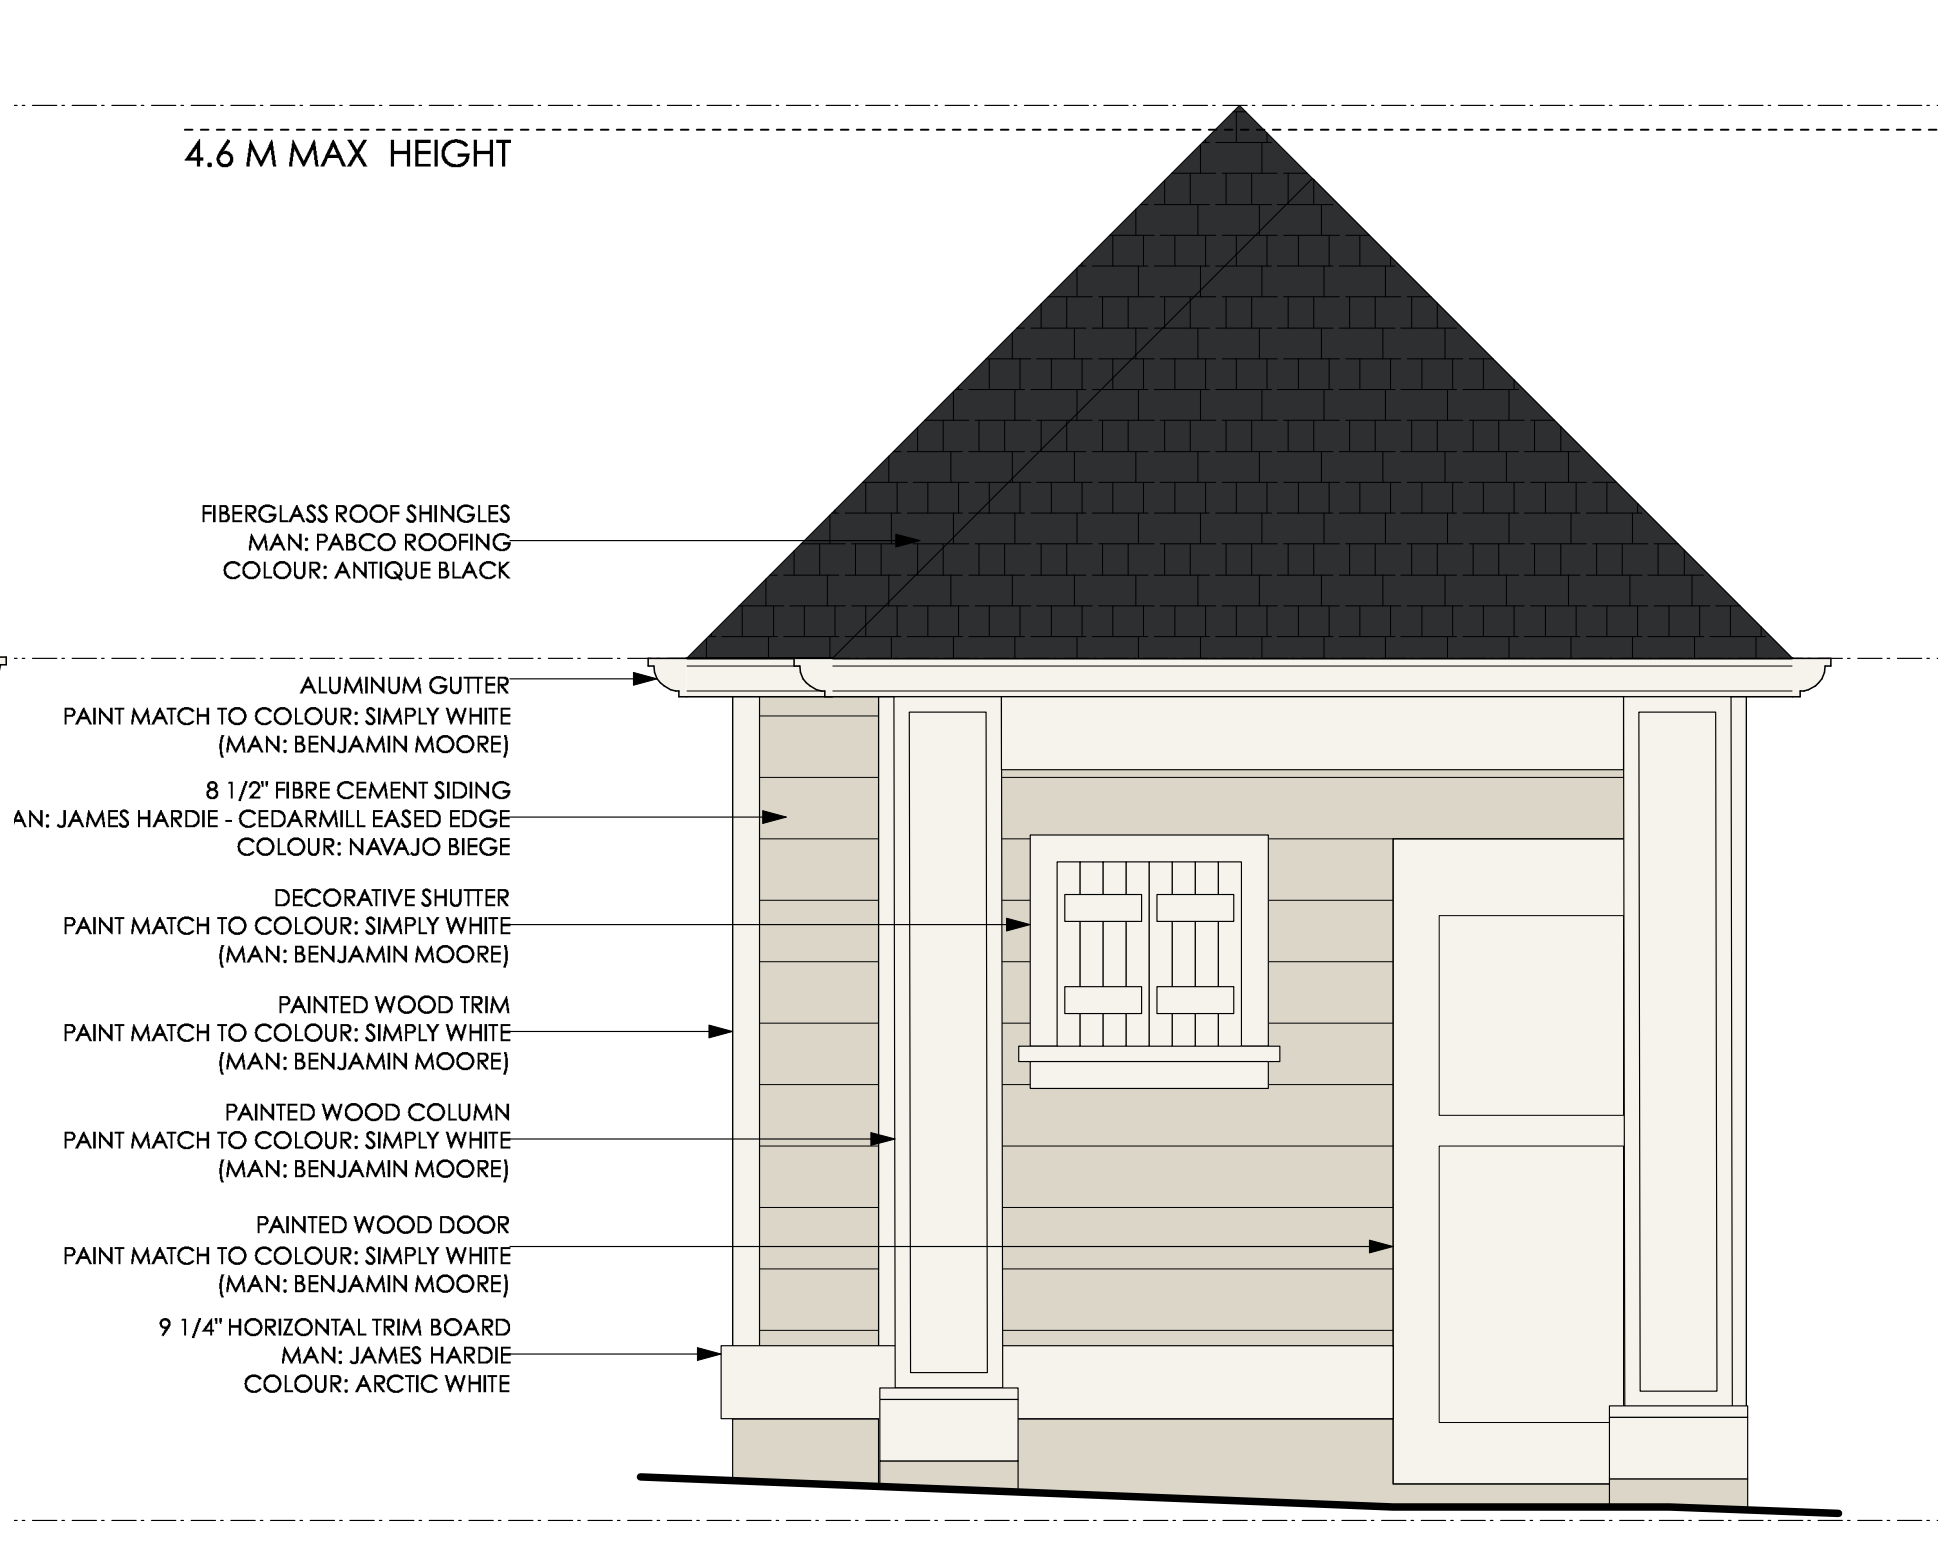 4.6 M MAX HEIGHT
FIBERGLASS ROOF SHINGLES
MAN: PABCO ROOFING
COLOUR: ANTIQUE BLACK
ALUMINUM GUTTER
PAINT MATCH TO COLOUR: SIMPLY WHITE
(MAN: BENJAMIN MOORE)
8 1/2" FIBRE CEMENT SIDING
AN: JAMES HARDIE - CEDARMILL EASED EDGE
COLOUR: NAVAJO BIEGE
DECORATIVE SHUTTER
PAINT MATCH TO COLOUR: SIMPLY WHITE
(MAN: BENJAMIN MOORE)
PAINTED WOOD TRIM
PAINT MATCH TO COLOUR: SIMPLY WHITE
(MAN: BENJAMIN MOORE)
PAINTED WOOD COLUMN
PAINT MATCH TO COLOUR: SIMPLY WHITE
(MAN: BENJAMIN MOORE)
PAINTED WOOD DOOR
PAINT MATCH TO COLOUR: SIMPLY WHITE
(MAN: BENJAMIN MOORE)
9 1/4" HORIZONTAL TRIM BOARD
MAN: JAMES HARDIE
COLOUR: ARCTIC WHITE